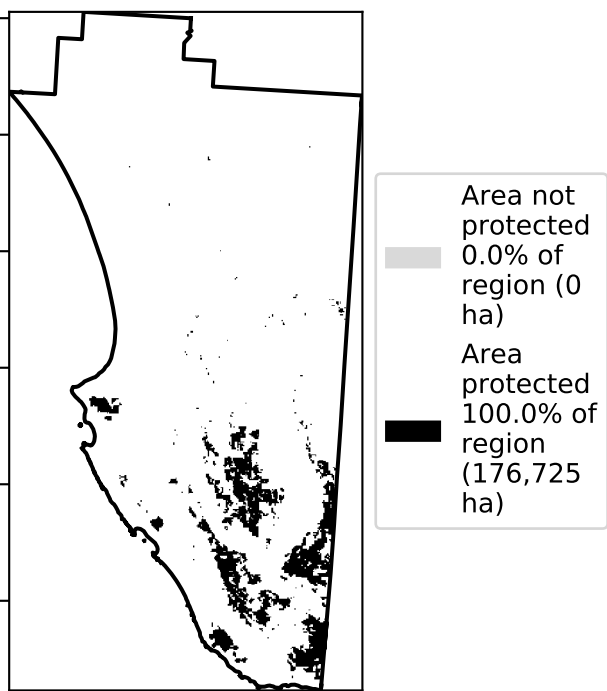 Area not
protected
0.0% of
region (0
ha)
Area
protected
100.0% of
region
(176,725
ha)